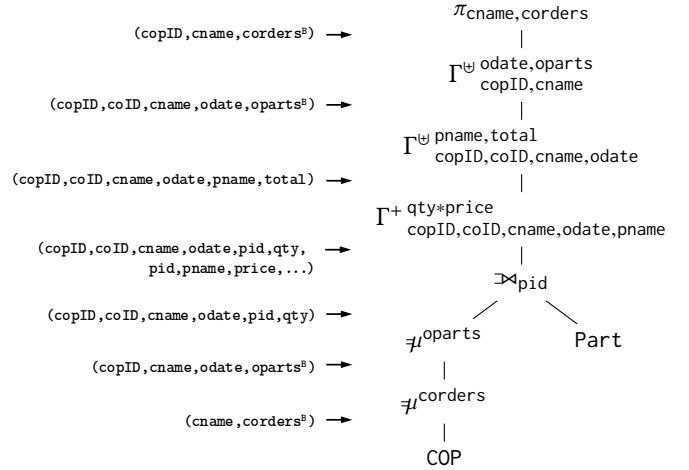 π cname,corders
(copID,cname,corders^B)
Γ⊎ odate,oparts
copID,cname
(copID,coID,cname,odate,oparts^B)
Γ⊎ pname,total
copID,coID,cname,odate
(copID,coID,cname,odate,pname,total)
Γ+ qty*price
copID,coID,cname,odate,pname
(copID,coID,cname,odate,pid,qty,
pid,pname,price,...)
⟕ pid
(copID,coID,cname,odate,pid,qty)
μ oparts
Part
(copID,cname,odate,oparts^B)
μ corders
(cname,corders^B)
COP